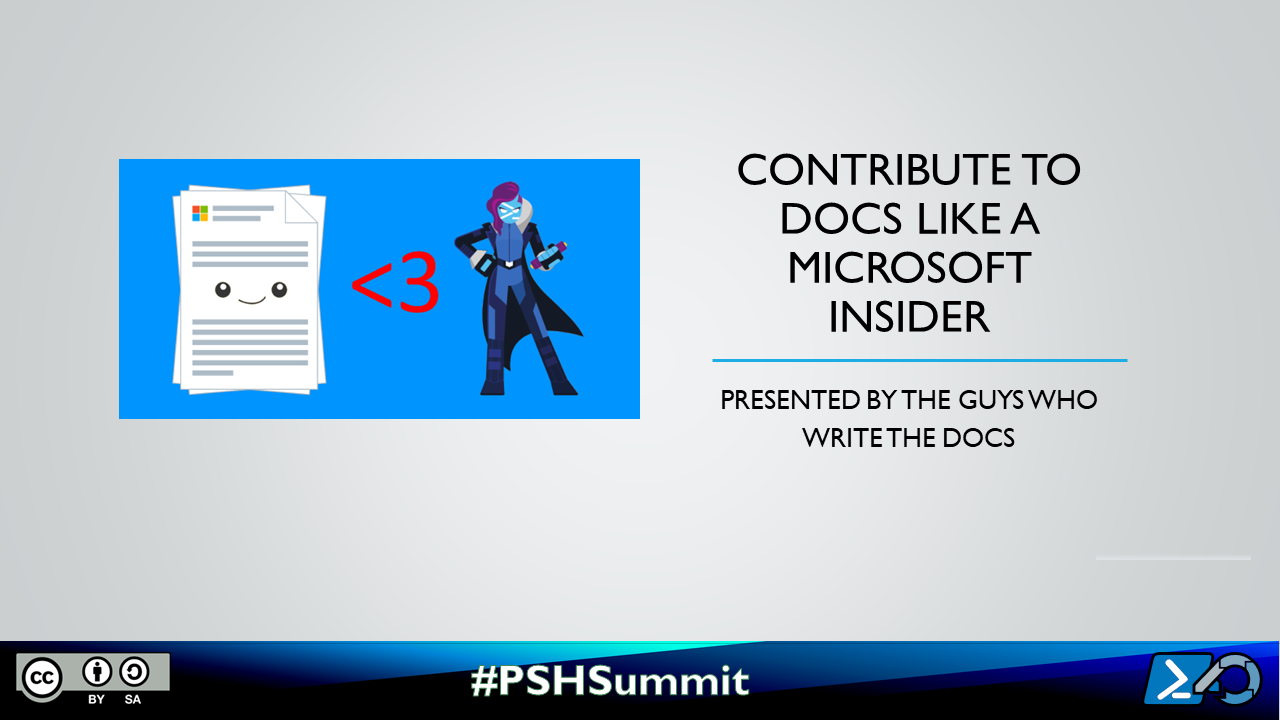 <3
CONTRIBUTE TO
DOCS LIKE A
MICROSOFT
INSIDER
PRESENTED BY THE GUYS WHO
WRITE THE DOCS
cc
BY SA
#PSHSummit